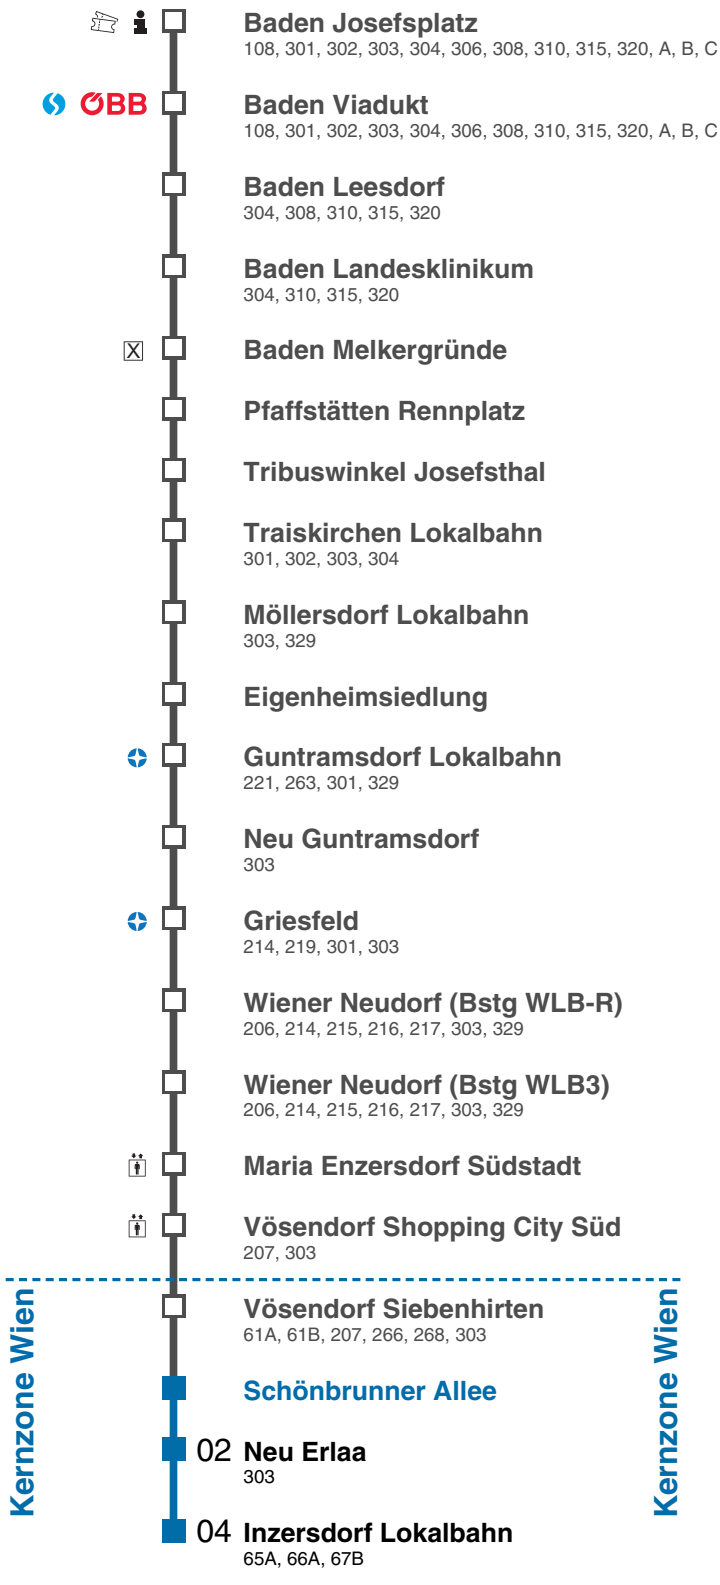 Baden Josefsplatz
108, 301, 302, 303, 304, 306, 308, 310, 315, 320, A, B, C
ÖBB
Baden Viadukt
108, 301, 302, 303, 304, 306, 308, 310, 315, 320, A, B, C
Baden Leesdorf
304, 308, 310, 315, 320
Baden Landesklinikum
304, 310, 315, 320
X Baden Melkergründe
Pfaffstätten Rennplatz
Tribuswinkel Josefsthal
Traiskirchen Lokalbahn
301, 302, 303, 304
Möllersdorf Lokalbahn
303, 329
Eigenheimsiedlung
Guntramsdorf Lokalbahn
221, 263, 301, 329
Neu Guntramsdorf
303
Griesfeld
214, 219, 301, 303
Wiener Neudorf (Bstg WLB-R)
206, 214, 215, 216, 217, 303, 329
Wiener Neudorf (Bstg WLB3)
206, 214, 215, 216, 217, 303, 329
Maria Enzersdorf Südstadt
Vösendorf Shopping City Süd
207, 303
Kernzone Wien
Kernzone Wien
Vösendorf Siebenhirten
61A, 61B, 207, 266, 268, 303
Schönbrunner Allee
02 Neu Erlaa
303
04 Inzersdorf Lokalbahn
65A, 66A, 67B